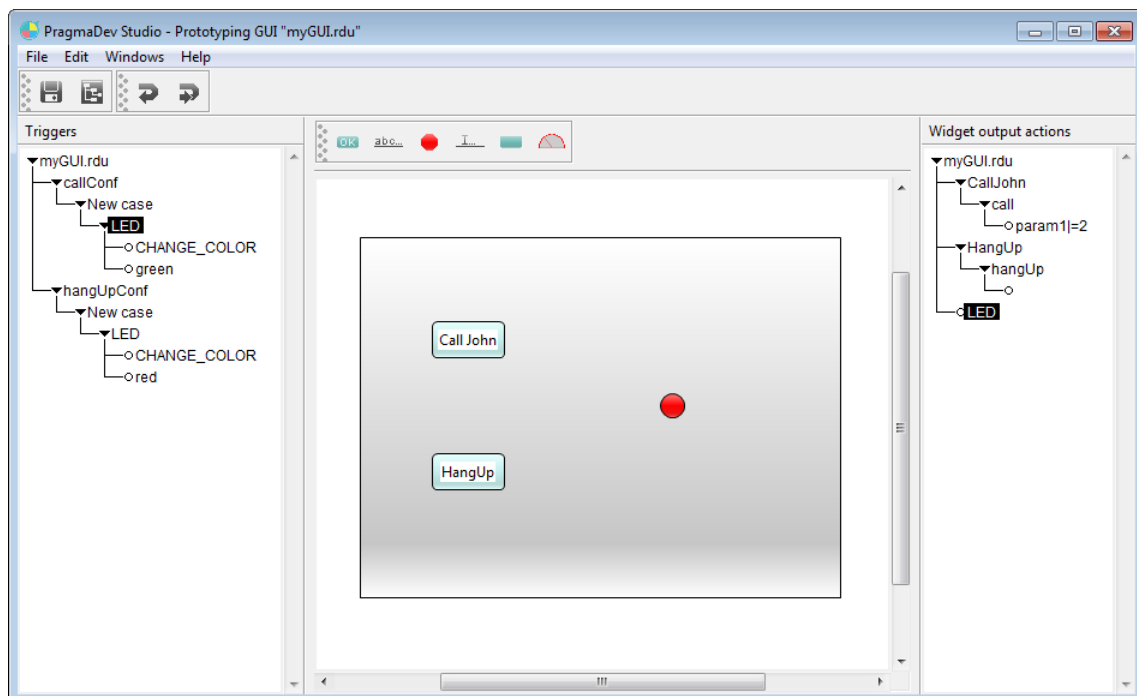 PragmaDev Studio - Prototyping GUI "myGUI.rdu"
File Edit Windows Help
Triggers
myGUI.rdu
callConf
New case
LED
CHANGE_COLOR
green
hangUpConf
New case
LED
CHANGE_COLOR
red
OK abc... I...
Call John
HangUp
Widget output actions
myGUI.rdu
CallJohn
call
param1|=2
HangUp
hangUp
LED